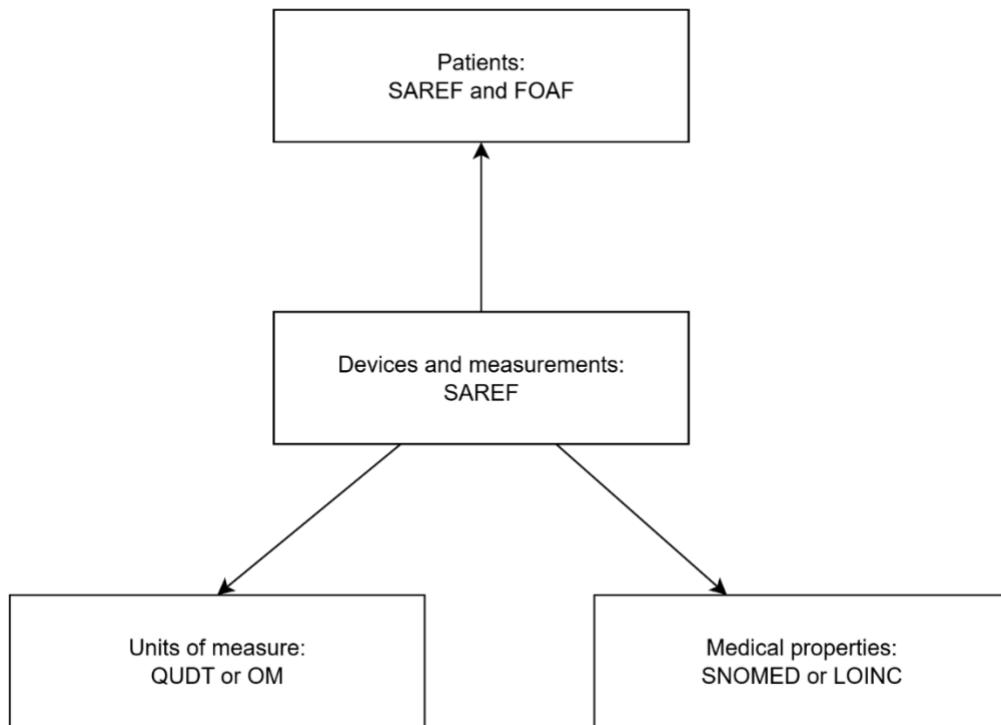 Patients:
SAREF and FOAF
Devices and measurements:
SAREF
Units of measure:
QUDT or OM
Medical properties:
SNOMED or LOINC